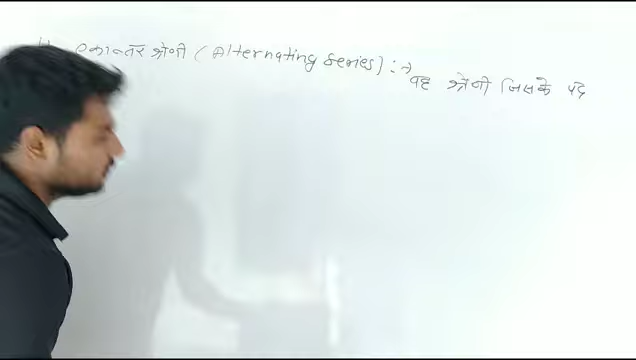 एकान्तर श्रेणी (Alternating Series) :→
वह श्रेणी जिसके पद